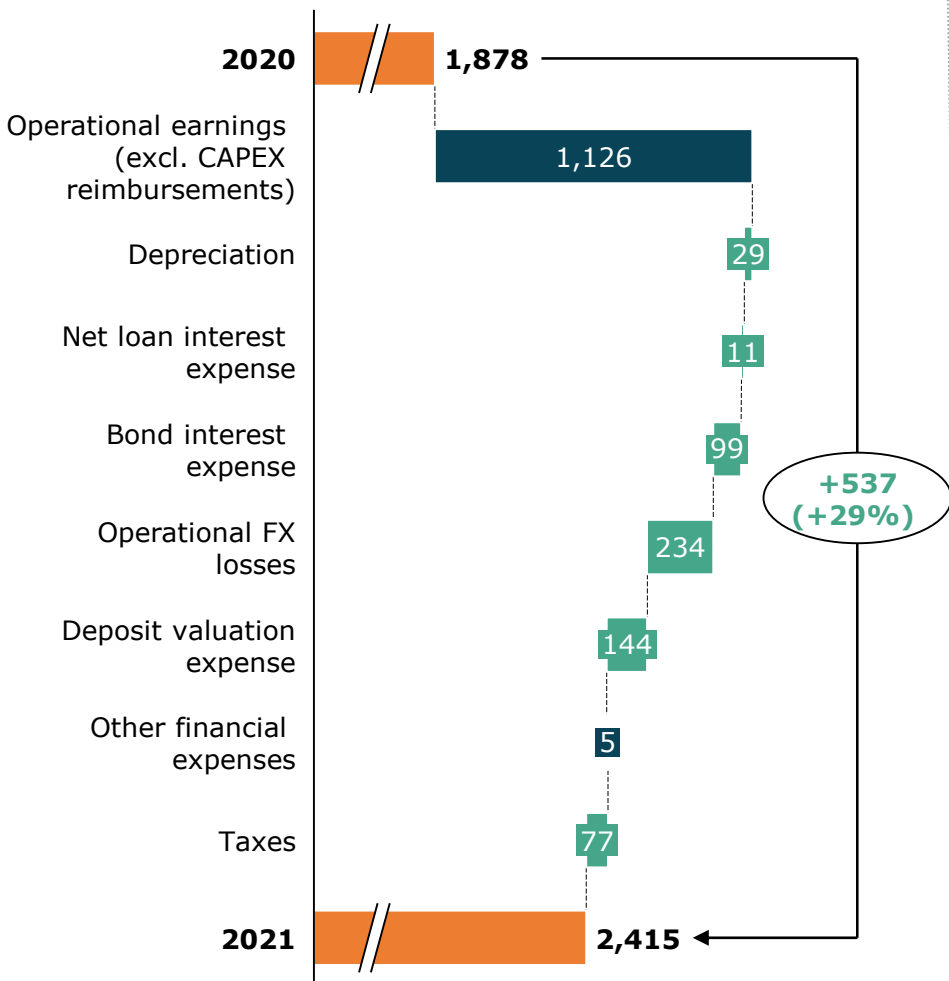 2020
1,878
Operational earnings
(excl. CAPEX
reimbursements)
1,126
Depreciation
29
Net loan interest
expense
11
Bond interest
expense
99
+537
(+29%)
Operational FX
losses
234
Deposit valuation
expense
144
Other financial
expenses
5
Taxes
77
2021
2,415